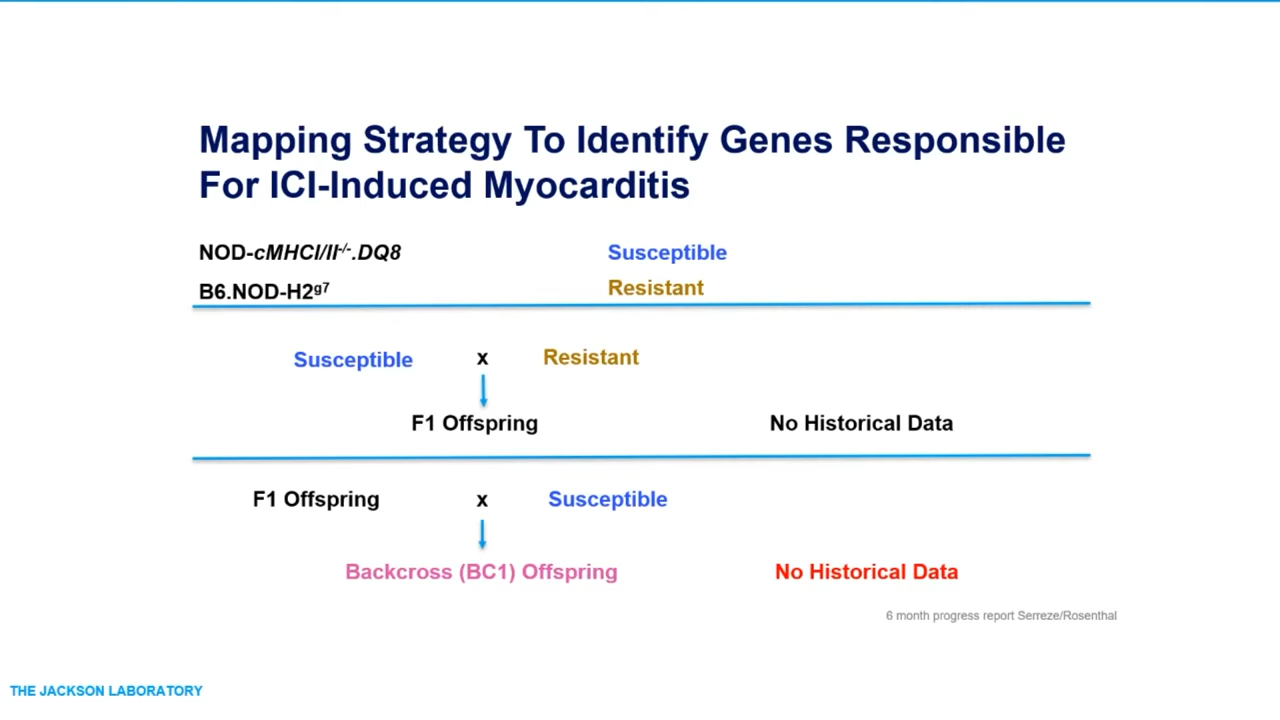 Mapping Strategy To Identify Genes Responsible
For ICI-Induced Myocarditis
NOD-cMHCI/II-/-.DQ8 Susceptible
B6.NOD-H2g7 Resistant
Susceptible x Resistant
F1 Offspring No Historical Data
F1 Offspring x Susceptible
Backcross (BC1) Offspring No Historical Data
6 month progress report Serreze/Rosenthal
THE JACKSON LABORATORY